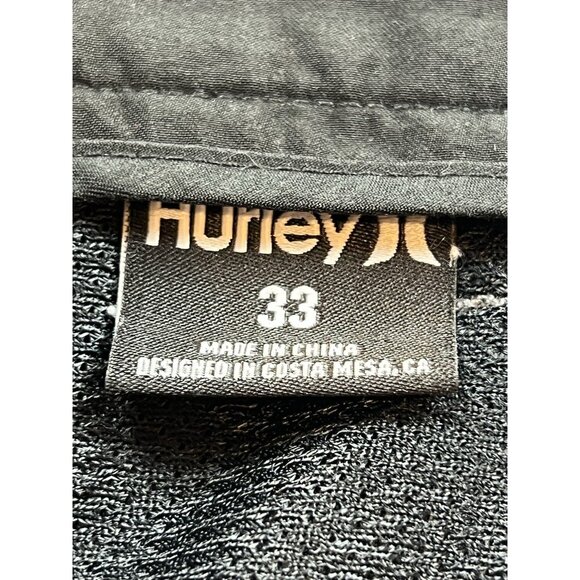 Hurley
33
MADE IN CHINA
DESIGNED IN COSTA MESA, CA